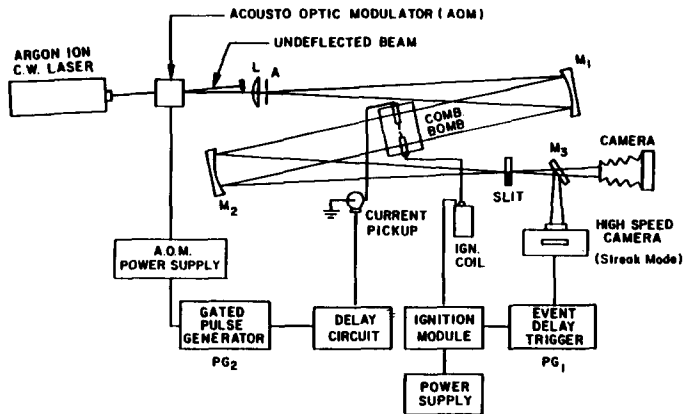 ACOUSTO OPTIC MODULATOR (AOM)
UNDEFLECTED BEAM
ARGON ION
C.W. LASER
L
A
M1
COMB.
BOMB
M2
M3
CAMERA
SLIT
CURRENT
PICKUP
IGN.
COIL
HIGH SPEED
CAMERA
(Streak Mode)
A.O.M.
POWER SUPPLY
GATED
PULSE
GENERATOR
PG2
DELAY
CIRCUIT
IGNITION
MODULE
EVENT
DELAY
TRIGGER
PG1
POWER
SUPPLY